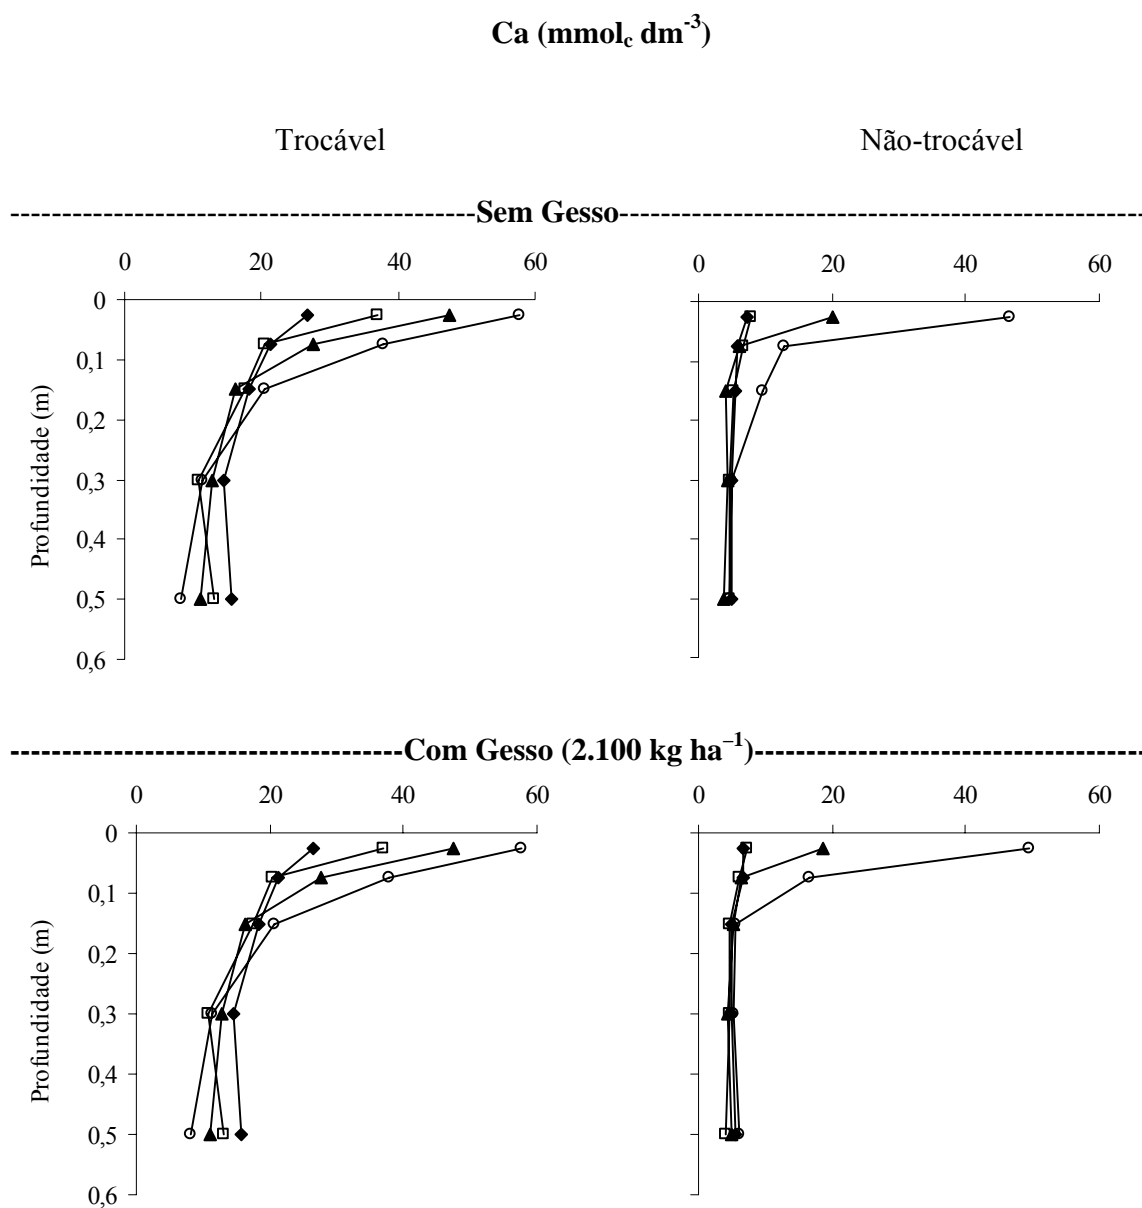 Ca (mmolc dm-3)
Trocável Não-trocável
Sem Gesso
0 20 40 60 0 20 40 60
0
0,1
0,2
0,3
0,4
0,5
0,6
Profundidade (m)
Com Gesso (2.100 kg ha–1)
0 20 40 60 0 20 40 60
0
0,1
0,2
0,3
0,4
0,5
0,6
Profundidade (m)